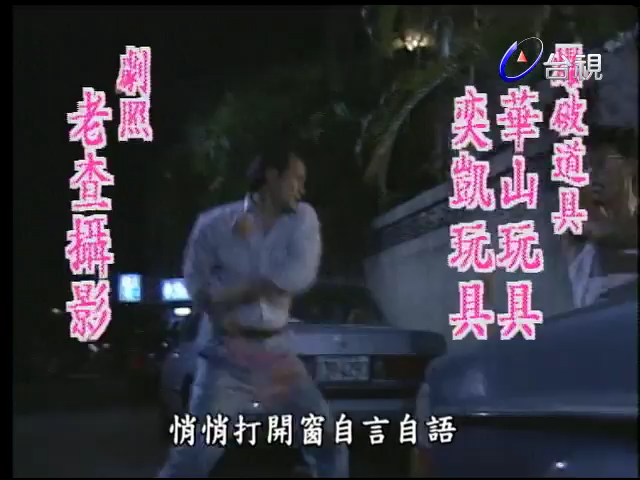 台視
爆破道具
華山玩具
奕凱玩具
劇照
老查攝影
悄悄打開窗自言自語